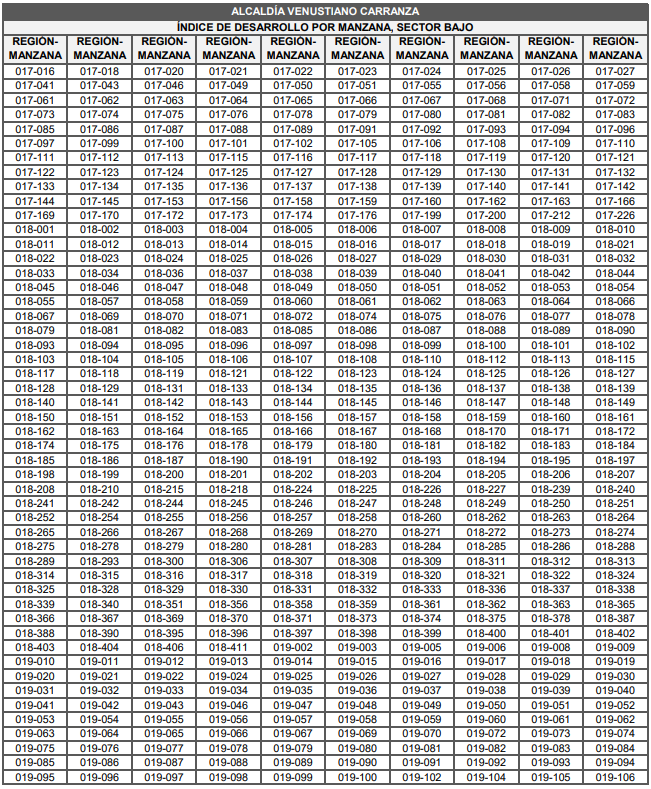 ALCALDÍA VENUSTIANO CARRANZA
ÍNDICE DE DESARROLLO POR MANZANA, SECTOR BAJO
REGIÓN- REGIÓN- REGIÓN- REGIÓN- REGIÓN- REGIÓN- REGIÓN- REGIÓN- REGIÓN- REGIÓN-
MANZANA MANZANA MANZANA MANZANA MANZANA MANZANA MANZANA MANZANA MANZANA MANZANA
017-016 017-018 017-020 017-021 017-022 017-023 017-024 017-025 017-026 017-027
017-041 017-043 017-046 017-049 017-050 017-051 017-055 017-056 017-058 017-059
017-061 017-062 017-063 017-064 017-065 017-066 017-067 017-068 017-071 017-072
017-073 017-074 017-075 017-076 017-078 017-079 017-080 017-081 017-082 017-083
017-085 017-086 017-087 017-088 017-089 017-091 017-092 017-093 017-094 017-096
017-097 017-099 017-100 017-101 017-102 017-105 017-106 017-108 017-109 017-110
017-111 017-112 017-113 017-115 017-116 017-117 017-118 017-119 017-120 017-121
017-122 017-123 017-124 017-125 017-127 017-128 017-129 017-130 017-131 017-132
017-133 017-134 017-135 017-136 017-137 017-138 017-139 017-140 017-141 017-142
017-144 017-145 017-153 017-156 017-158 017-159 017-160 017-162 017-163 017-166
017-169 017-170 017-172 017-173 017-174 017-176 017-199 017-200 017-212 017-226
018-001 018-002 018-003 018-004 018-005 018-006 018-007 018-008 018-009 018-010
018-011 018-012 018-013 018-014 018-015 018-016 018-017 018-018 018-019 018-021
018-022 018-023 018-024 018-025 018-026 018-027 018-029 018-030 018-031 018-032
018-033 018-034 018-036 018-037 018-038 018-039 018-040 018-041 018-042 018-044
018-045 018-046 018-047 018-048 018-049 018-050 018-051 018-052 018-053 018-054
018-055 018-057 018-058 018-059 018-060 018-061 018-062 018-063 018-064 018-066
018-067 018-069 018-070 018-071 018-072 018-074 018-075 018-076 018-077 018-078
018-079 018-081 018-082 018-083 018-085 018-086 018-087 018-088 018-089 018-090
018-093 018-094 018-095 018-096 018-097 018-098 018-099 018-100 018-101 018-102
018-103 018-104 018-105 018-106 018-107 018-108 018-110 018-112 018-113 018-115
018-117 018-118 018-119 018-121 018-122 018-123 018-124 018-125 018-126 018-127
018-128 018-129 018-131 018-133 018-134 018-135 018-136 018-137 018-138 018-139
018-140 018-141 018-142 018-143 018-144 018-145 018-146 018-147 018-148 018-149
018-150 018-151 018-152 018-153 018-156 018-157 018-158 018-159 018-160 018-161
018-162 018-163 018-164 018-165 018-166 018-167 018-168 018-170 018-171 018-172
018-174 018-175 018-176 018-178 018-179 018-180 018-181 018-182 018-183 018-184
018-185 018-186 018-187 018-190 018-191 018-192 018-193 018-194 018-195 018-197
018-198 018-199 018-200 018-201 018-202 018-203 018-204 018-205 018-206 018-207
018-208 018-210 018-215 018-218 018-224 018-225 018-226 018-227 018-239 018-240
018-241 018-242 018-244 018-245 018-246 018-247 018-248 018-249 018-250 018-251
018-252 018-254 018-255 018-256 018-257 018-258 018-260 018-262 018-263 018-264
018-265 018-266 018-267 018-268 018-269 018-270 018-271 018-272 018-273 018-274
018-275 018-278 018-279 018-280 018-281 018-283 018-284 018-285 018-286 018-288
018-289 018-293 018-300 018-306 018-307 018-308 018-309 018-311 018-312 018-313
018-314 018-315 018-316 018-317 018-318 018-319 018-320 018-321 018-322 018-324
018-325 018-328 018-329 018-330 018-331 018-332 018-333 018-336 018-337 018-338
018-339 018-340 018-351 018-356 018-358 018-359 018-361 018-362 018-363 018-365
018-366 018-367 018-369 018-370 018-371 018-373 018-374 018-375 018-378 018-387
018-388 018-390 018-395 018-396 018-397 018-398 018-399 018-400 018-401 018-402
018-403 018-404 018-406 018-411 019-002 019-003 019-005 019-006 019-008 019-009
019-010 019-011 019-012 019-013 019-014 019-015 019-016 019-017 019-018 019-019
019-020 019-021 019-022 019-024 019-025 019-026 019-027 019-028 019-029 019-030
019-031 019-032 019-033 019-034 019-035 019-036 019-037 019-038 019-039 019-040
019-041 019-042 019-043 019-046 019-047 019-048 019-049 019-050 019-051 019-052
019-053 019-054 019-055 019-056 019-057 019-058 019-059 019-060 019-061 019-062
019-063 019-064 019-065 019-066 019-067 019-069 019-070 019-072 019-073 019-074
019-075 019-076 019-077 019-078 019-079 019-080 019-081 019-082 019-083 019-084
019-085 019-086 019-087 019-088 019-089 019-090 019-091 019-092 019-093 019-094
019-095 019-096 019-097 019-098 019-099 019-100 019-102 019-104 019-105 019-106